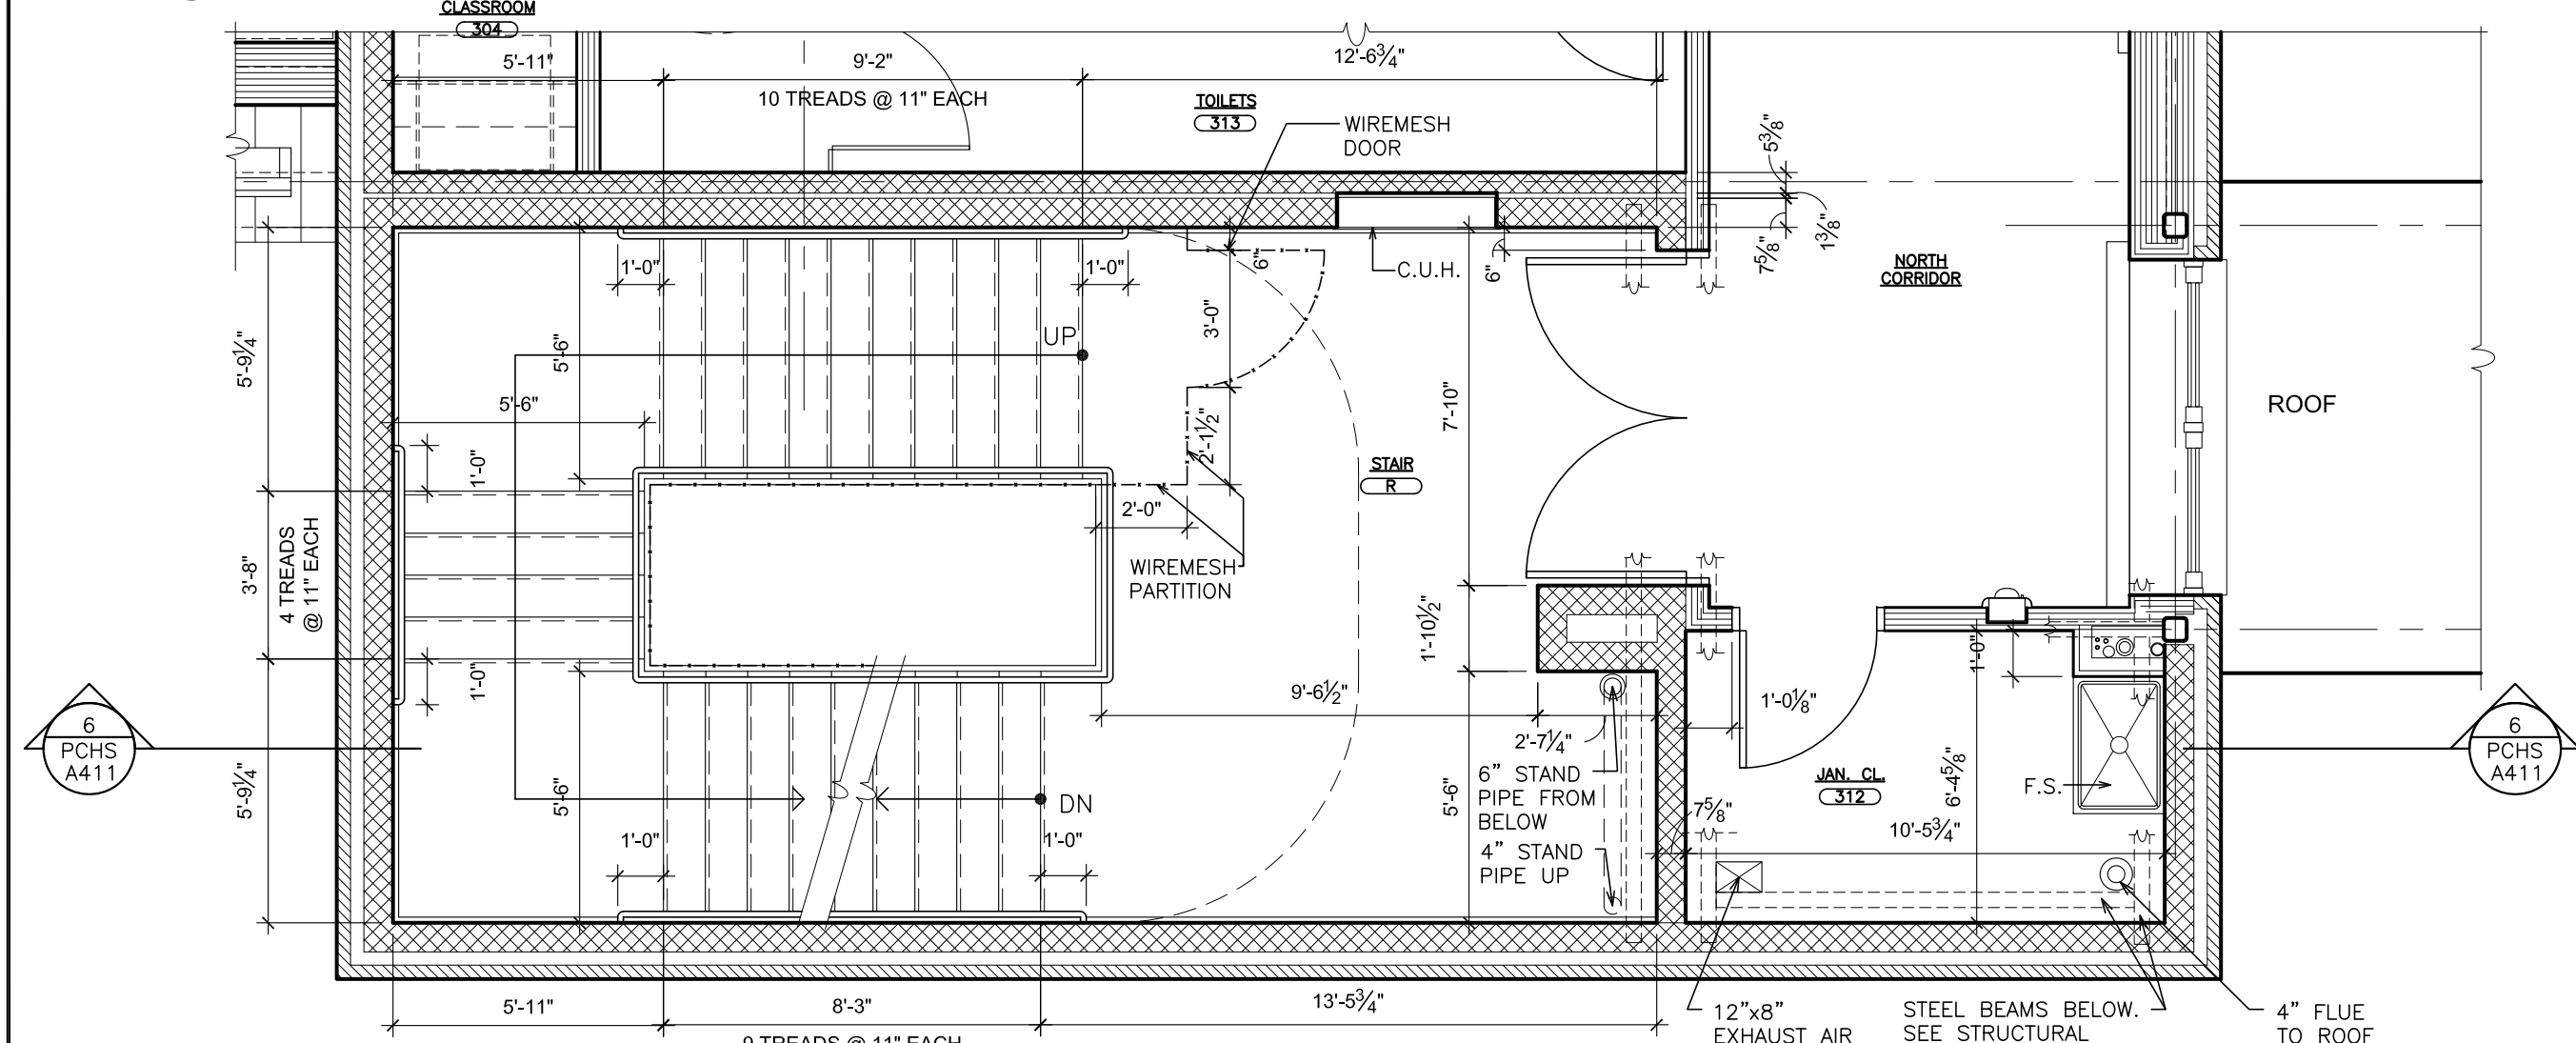 CLASSROOM
304
5'-11"
9'-2"
12'-6¾"
10 TREADS @ 11" EACH
TOILETS
313
WIREMESH
DOOR
5⅜"
1⅜"
7⅝"
NORTH
CORRIDOR
1'-0"
1'-0"
6"
C.U.H.
6"
UP
3'-0"
5'-9¼"
5'-6"
5'-6"
7'-10"
ROOF
2'-1½"
1'-0"
STAIR
R
2'-0"
3'-8"
4 TREADS
@ 11" EACH
WIREMESH
PARTITION
1'-10½"
1'-0"
1'-0"
9'-6½"
1'-0⅛"
6
PCHS
A411
2'-7¼"
6" STAND
PIPE FROM
BELOW
4" STAND
PIPE UP
JAN. CL.
312
F.S.
6'-4⅝"
6
PCHS
A411
5'-9¼"
5'-6"
DN
5'-6"
7⅝"
10'-5¾"
1'-0"
1'-0"
5'-11"
8'-3"
13'-5¾"
9 TREADS @ 11" EACH
12"x8"
EXHAUST AIR
STEEL BEAMS BELOW.
SEE STRUCTURAL
4" FLUE
TO ROOF